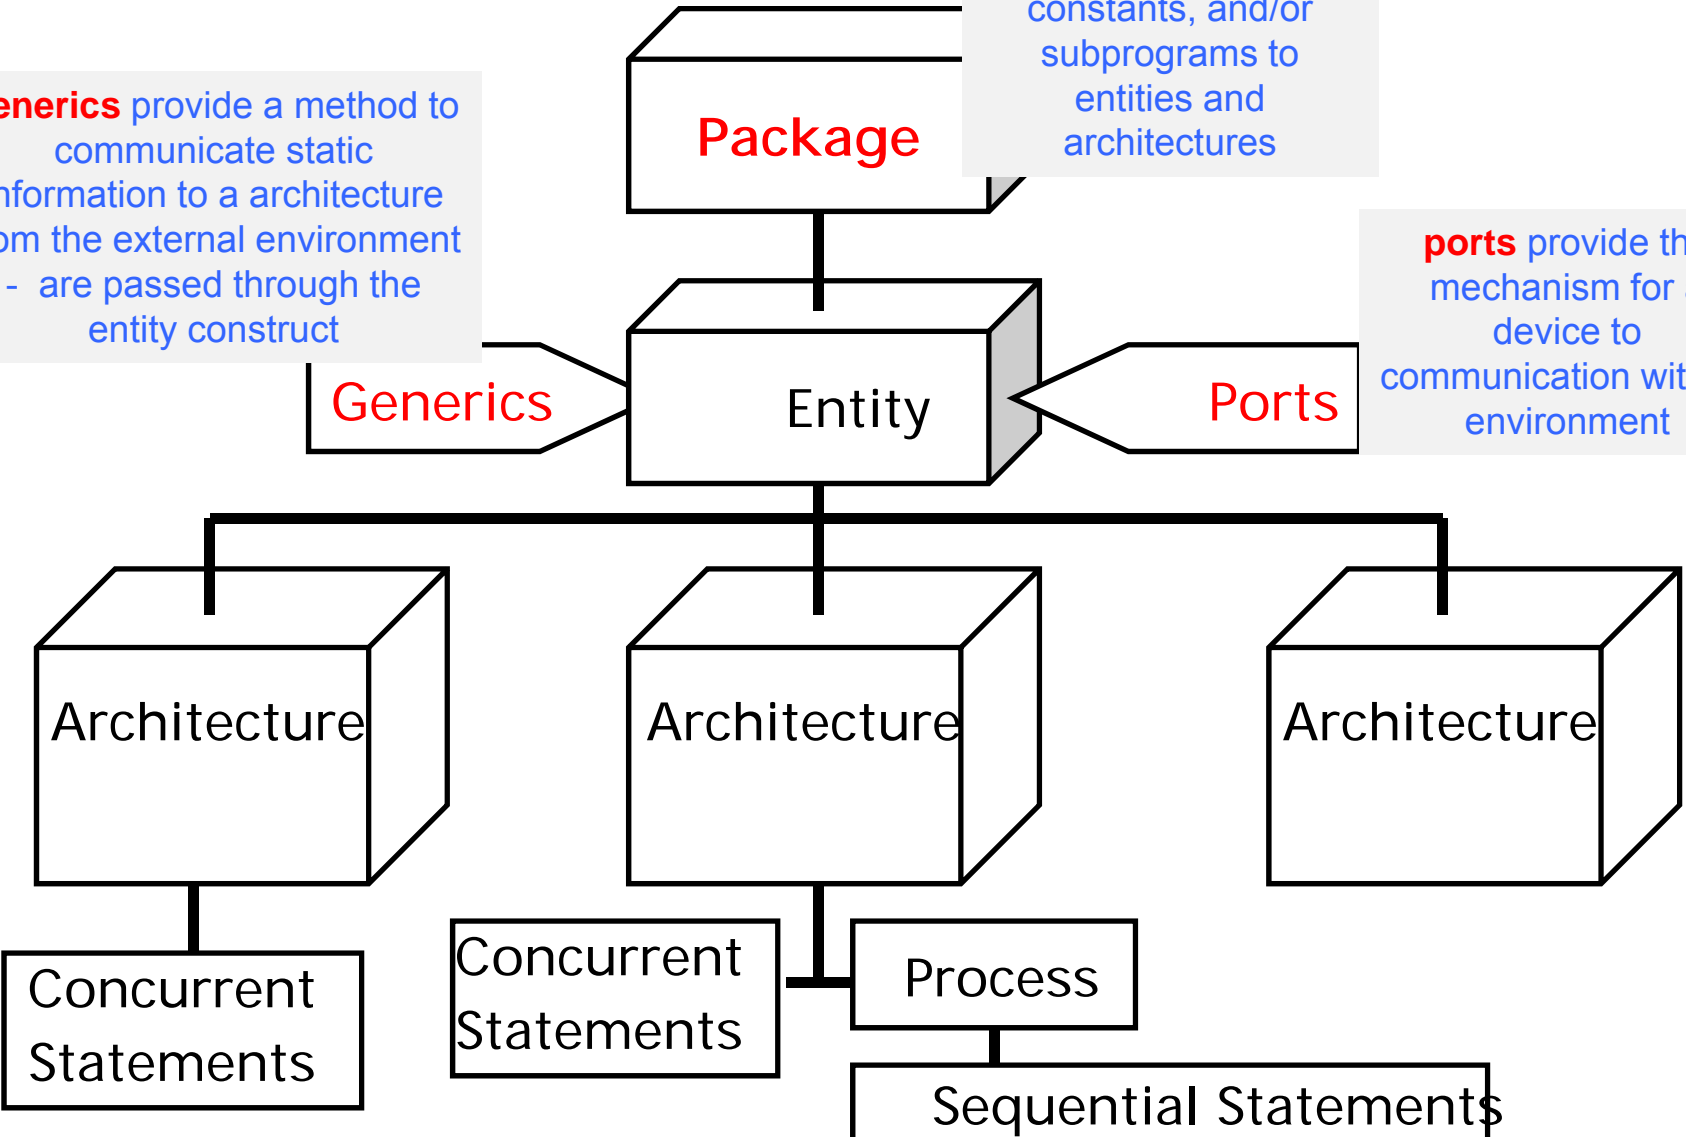 constants, and/or
subprograms to
entities and
architectures
Package
enerics provide a method to
communicate static
nformation to a architecture
om the external environment
- are passed through the
entity construct
ports provide th
mechanism for
device to
communication wit
environment
Generics
Entity
Ports
Architecture
Architecture
Architecture
Concurrent
Statements
Concurrent
Statements
Process
Sequential Statements